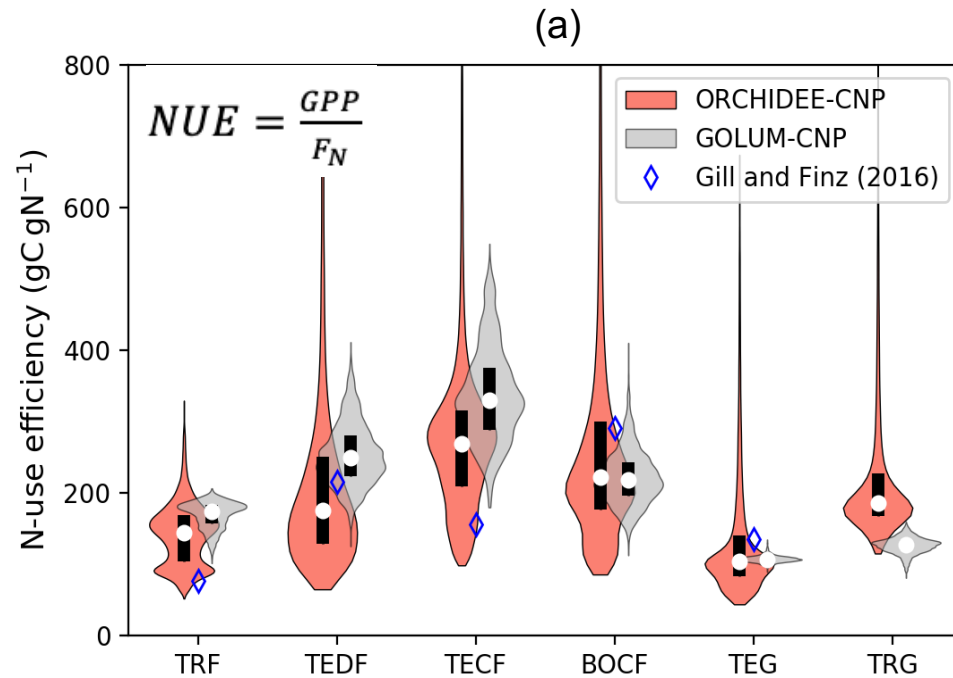 (a)
800
600
400
200
0
N-use efficiency (gC gN⁻¹)
NUE = GPP / F_N
ORCHIDEE-CNP
GOLUM-CNP
Gill and Finz (2016)
TRF TEDF TECF BOCF TEG TRG